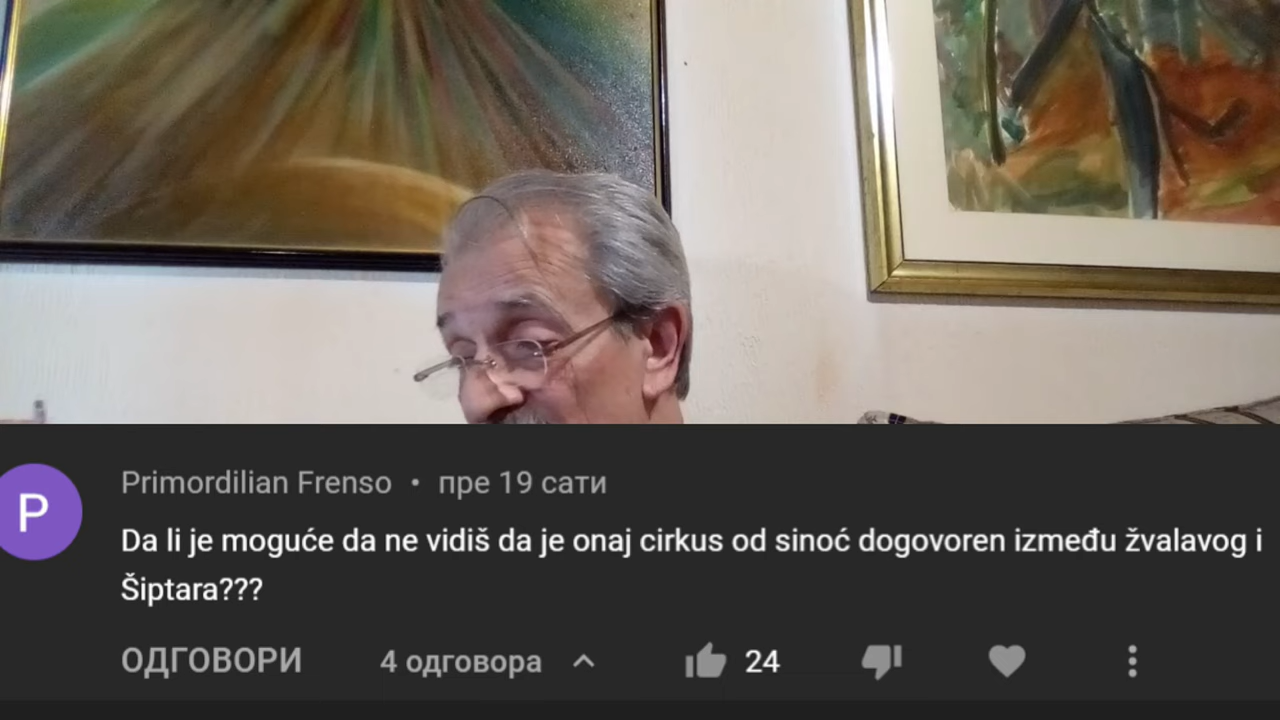 P
Primordilian Frenso • пре 19 сати
Da li je moguće da ne vidiš da je onaj cirkus od sinoć dogovoren između žvalavog i
Šiptara???
ОДГОВОРИ 4 одговора 24